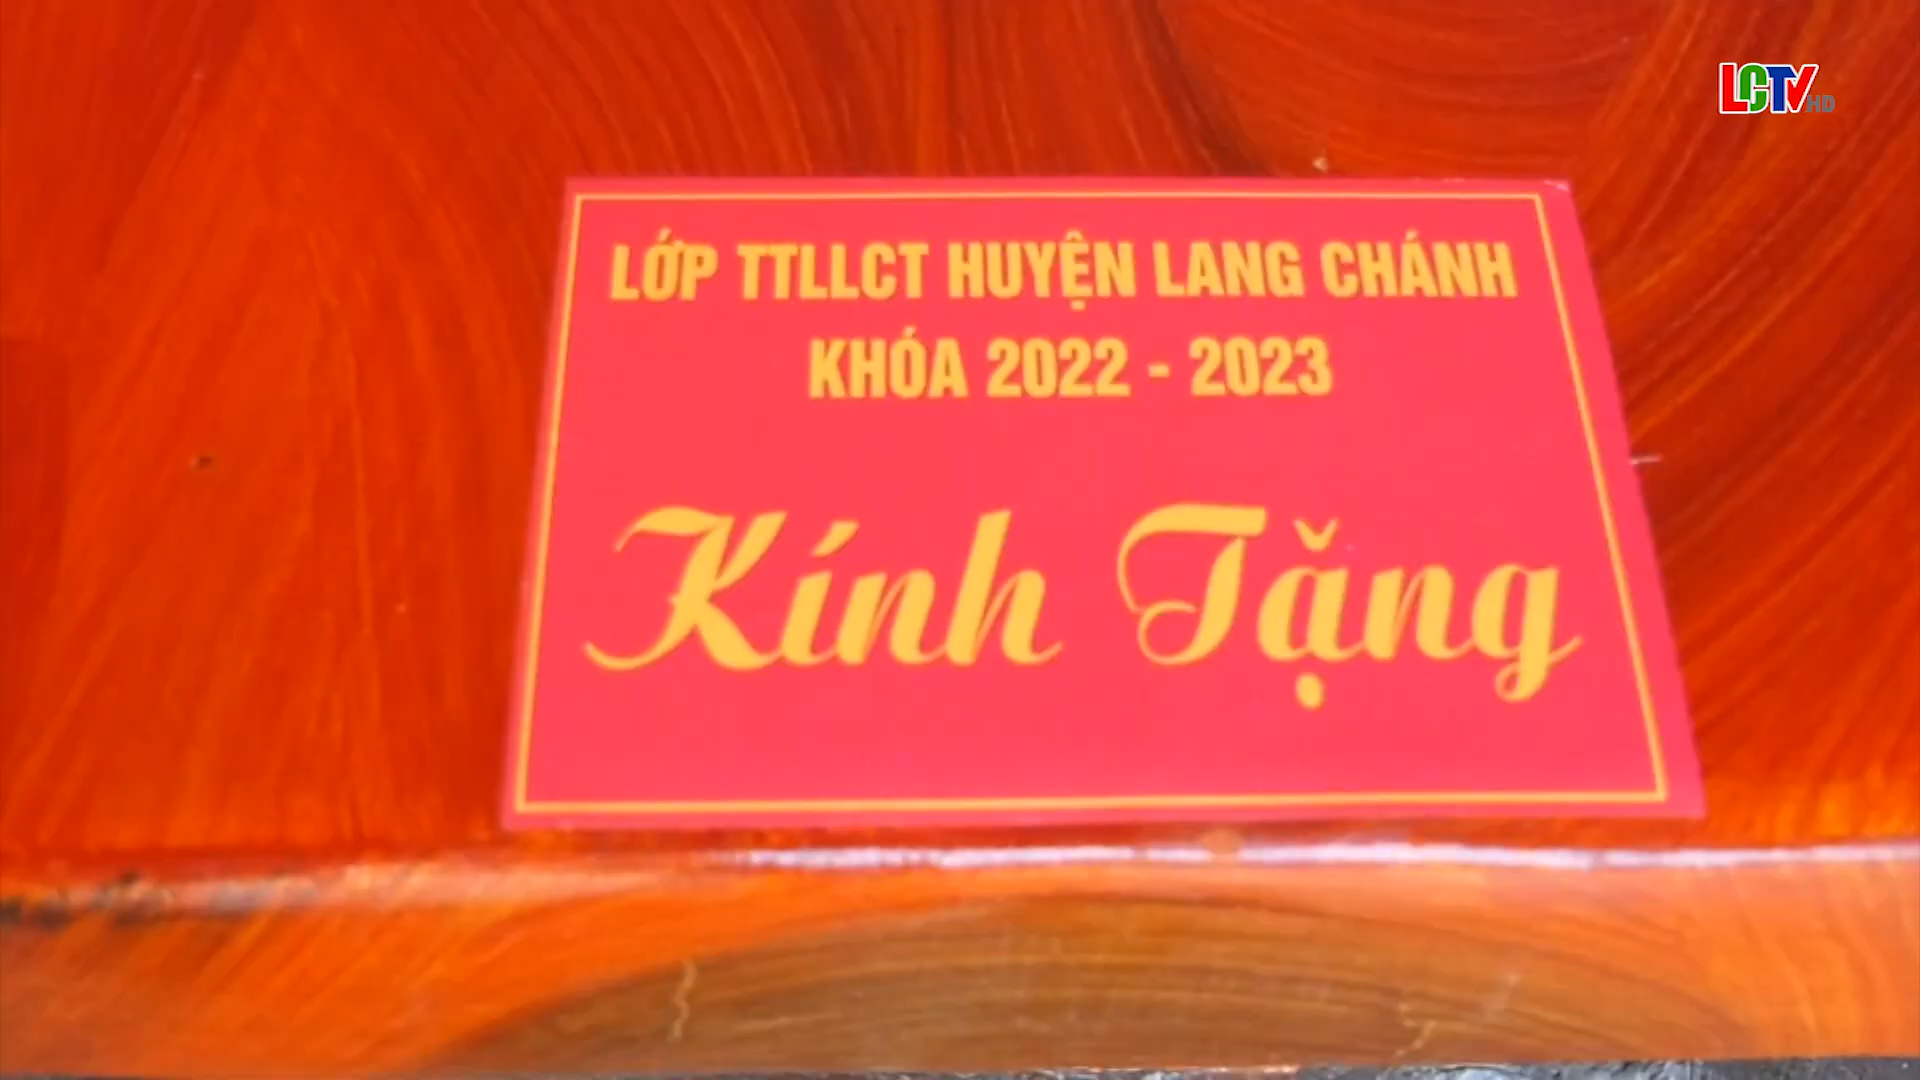 LCTV HD
LỚP TTLLCT HUYỆN LANG CHÁNH
KHÓA 2022 - 2023
Kính Tặng